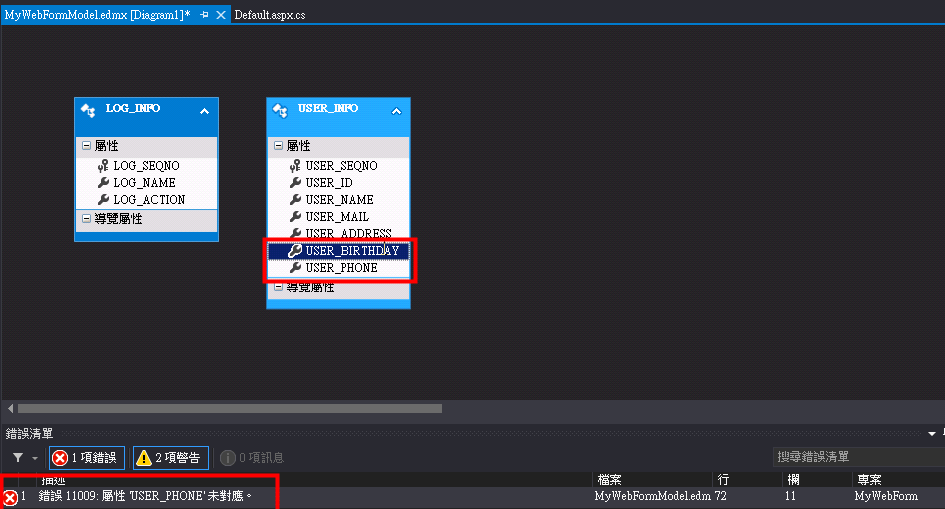 MyWebFormModel.edmx [Diagram1]* Default.aspx.cs
LOG_INFO
屬性
LOG_SEQNO
LOG_NAME
LOG_ACTION
導覽屬性
USER_INFO
屬性
USER_SEQNO
USER_ID
USER_NAME
USER_MAIL
USER_ADDRESS
USER_BIRTHDAY
USER_PHONE
導覽屬性
錯誤清單
1 項錯誤 2 項警告 0 項訊息 搜尋錯誤清單
描述 檔案 行 欄 專案
1 錯誤 11009: 屬性 'USER_PHONE' 未對應。 MyWebFormModel.edm 72 11 MyWebForm